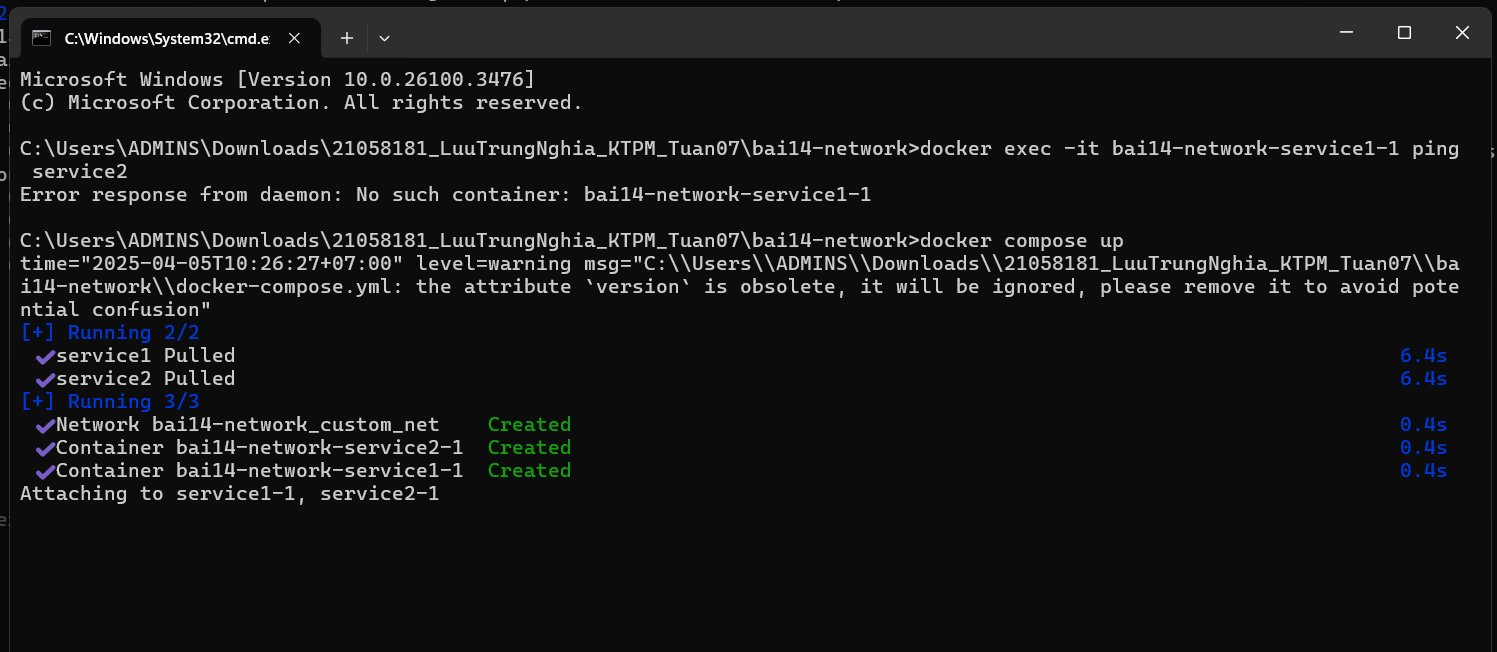 C:\Windows\System32\cmd.e
Microsoft Windows [Version 10.0.26100.3476]
(c) Microsoft Corporation. All rights reserved.
C:\Users\ADMINS\Downloads\21058181_LuuTrungNghia_KTPM_Tuan07\bai14-network>docker exec -it bai14-network-service1-1 ping
service2
Error response from daemon: No such container: bai14-network-service1-1
C:\Users\ADMINS\Downloads\21058181_LuuTrungNghia_KTPM_Tuan07\bai14-network>docker compose up
time="2025-04-05T10:26:27+07:00" level=warning msg="C:\\Users\\ADMINS\\Downloads\\21058181_LuuTrungNghia_KTPM_Tuan07\\ba
i14-network\\docker-compose.yml: the attribute `version` is obsolete, it will be ignored, please remove it to avoid pote
ntial confusion"
[+] Running 2/2
✔service1 Pulled 6.4s
✔service2 Pulled 6.4s
[+] Running 3/3
✔Network bai14-network_custom_net Created 0.4s
✔Container bai14-network-service2-1 Created 0.4s
✔Container bai14-network-service1-1 Created 0.4s
Attaching to service1-1, service2-1